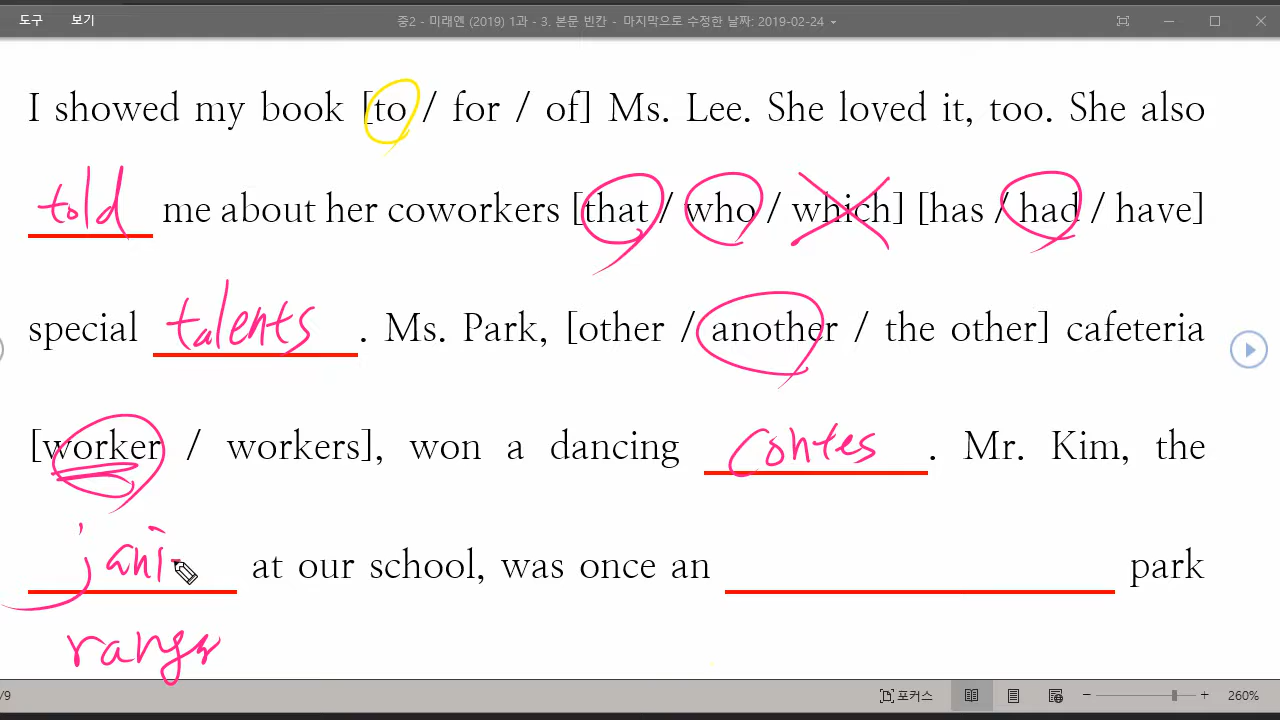 도구 보기 중2 - 미래엔 (2019) 1과 - 3. 본문 빈칸 - 마지막으로 수정한 날짜: 2019-02-24
I showed my book [to / for / of] Ms. Lee. She loved it, too. She also
told me about her coworkers [that / who / which] [has / had / have]
special talents. Ms. Park, [other / another / the other] cafeteria
[worker / workers], won a dancing contes. Mr. Kim, the
jani at our school, was once an park
ranger
/9 포커스 260%